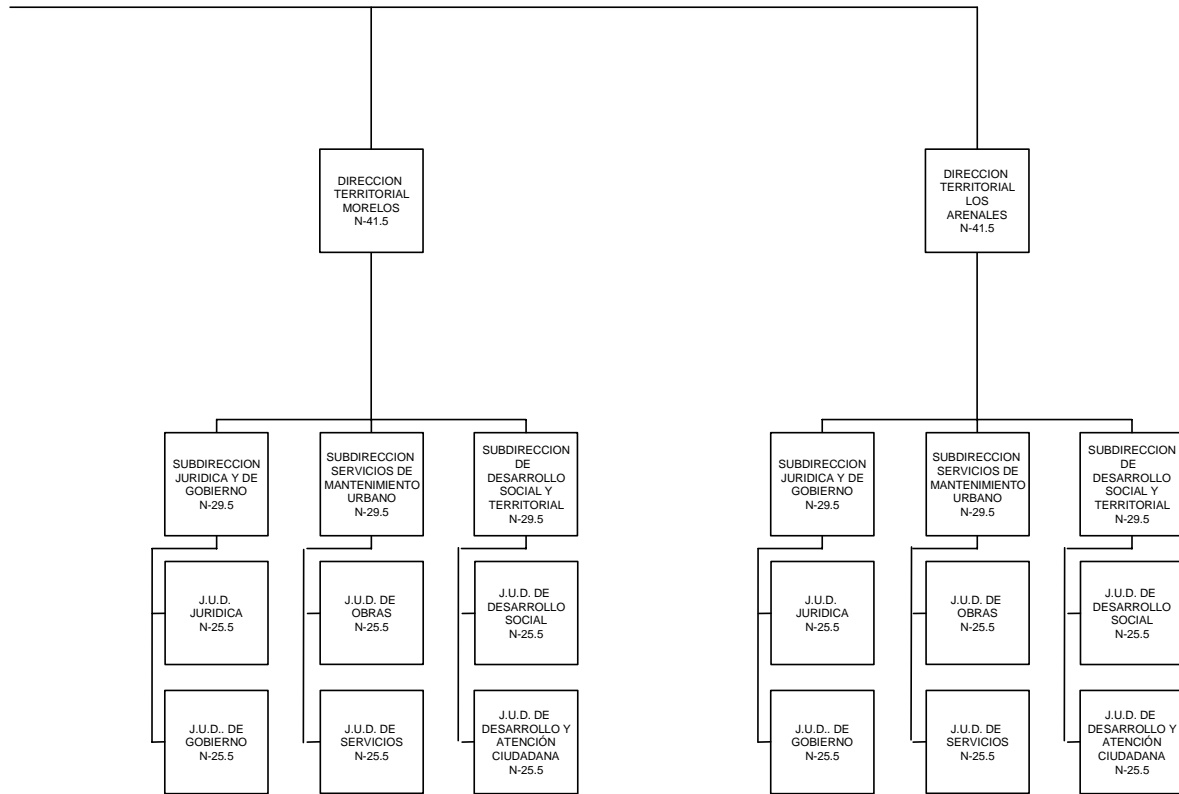 DIRECCION
TERRITORIAL
MORELOS
N-41.5
DIRECCION
TERRITORIAL
LOS
ARENALES
N-41.5
SUBDIRECCION
JURIDICA Y DE
GOBIERNO
N-29.5
SUBDIRECCION
SERVICIOS DE
MANTENIMIENTO
URBANO
N-29.5
SUBDIRECCION
DE
DESARROLLO
SOCIAL Y
TERRITORIAL
N-29.5
SUBDIRECCION
JURIDICA Y DE
GOBIERNO
N-29.5
SUBDIRECCION
SERVICIOS DE
MANTENIMIENTO
URBANO
N-29.5
SUBDIRECCION
DE
DESARROLLO
SOCIAL Y
TERRITORIAL
N-29.5
J.U.D.
JURIDICA
N-25.5
J.U.D. DE
OBRAS
N-25.5
J.U.D. DE
DESARROLLO
SOCIAL
N-25.5
J.U.D.
JURIDICA
N-25.5
J.U.D. DE
OBRAS
N-25.5
J.U.D. DE
DESARROLLO
SOCIAL
N-25.5
J.U.D.. DE
GOBIERNO
N-25.5
J.U.D. DE
SERVICIOS
N-25.5
J.U.D. DE
DESARROLLO Y
ATENCIÓN
CIUDADANA
N-25.5
J.U.D.. DE
GOBIERNO
N-25.5
J.U.D. DE
SERVICIOS
N-25.5
J.U.D. DE
DESARROLLO Y
ATENCIÓN
CIUDADANA
N-25.5